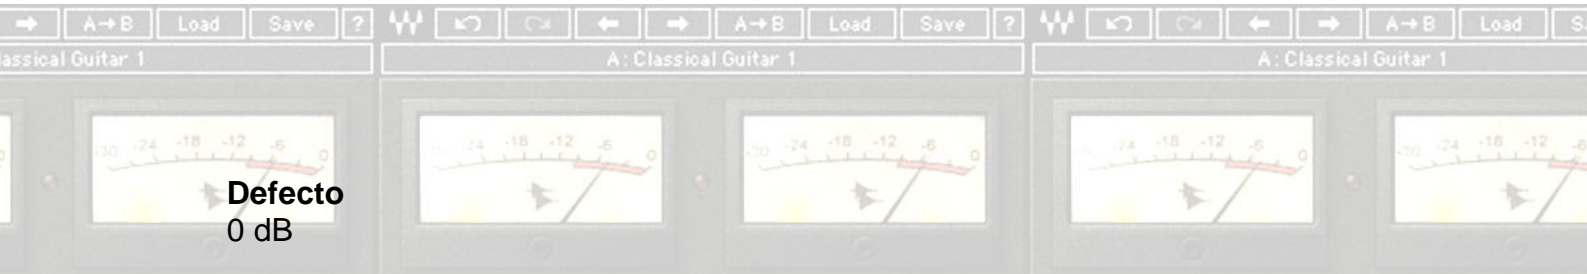 A→B Load Save ? A→B Load Save ? A→B Load
assical Guitar 1 A: Classical Guitar 1 A: Classical Guitar 1
-30 -24 -18 -12 -6 0 -24 -18 -12 -6 0 -30 -24 -18 -12 -6 0 -24 -18 -12 -6 0 -30 -24 -18 -12 -6
Defecto
0 dB